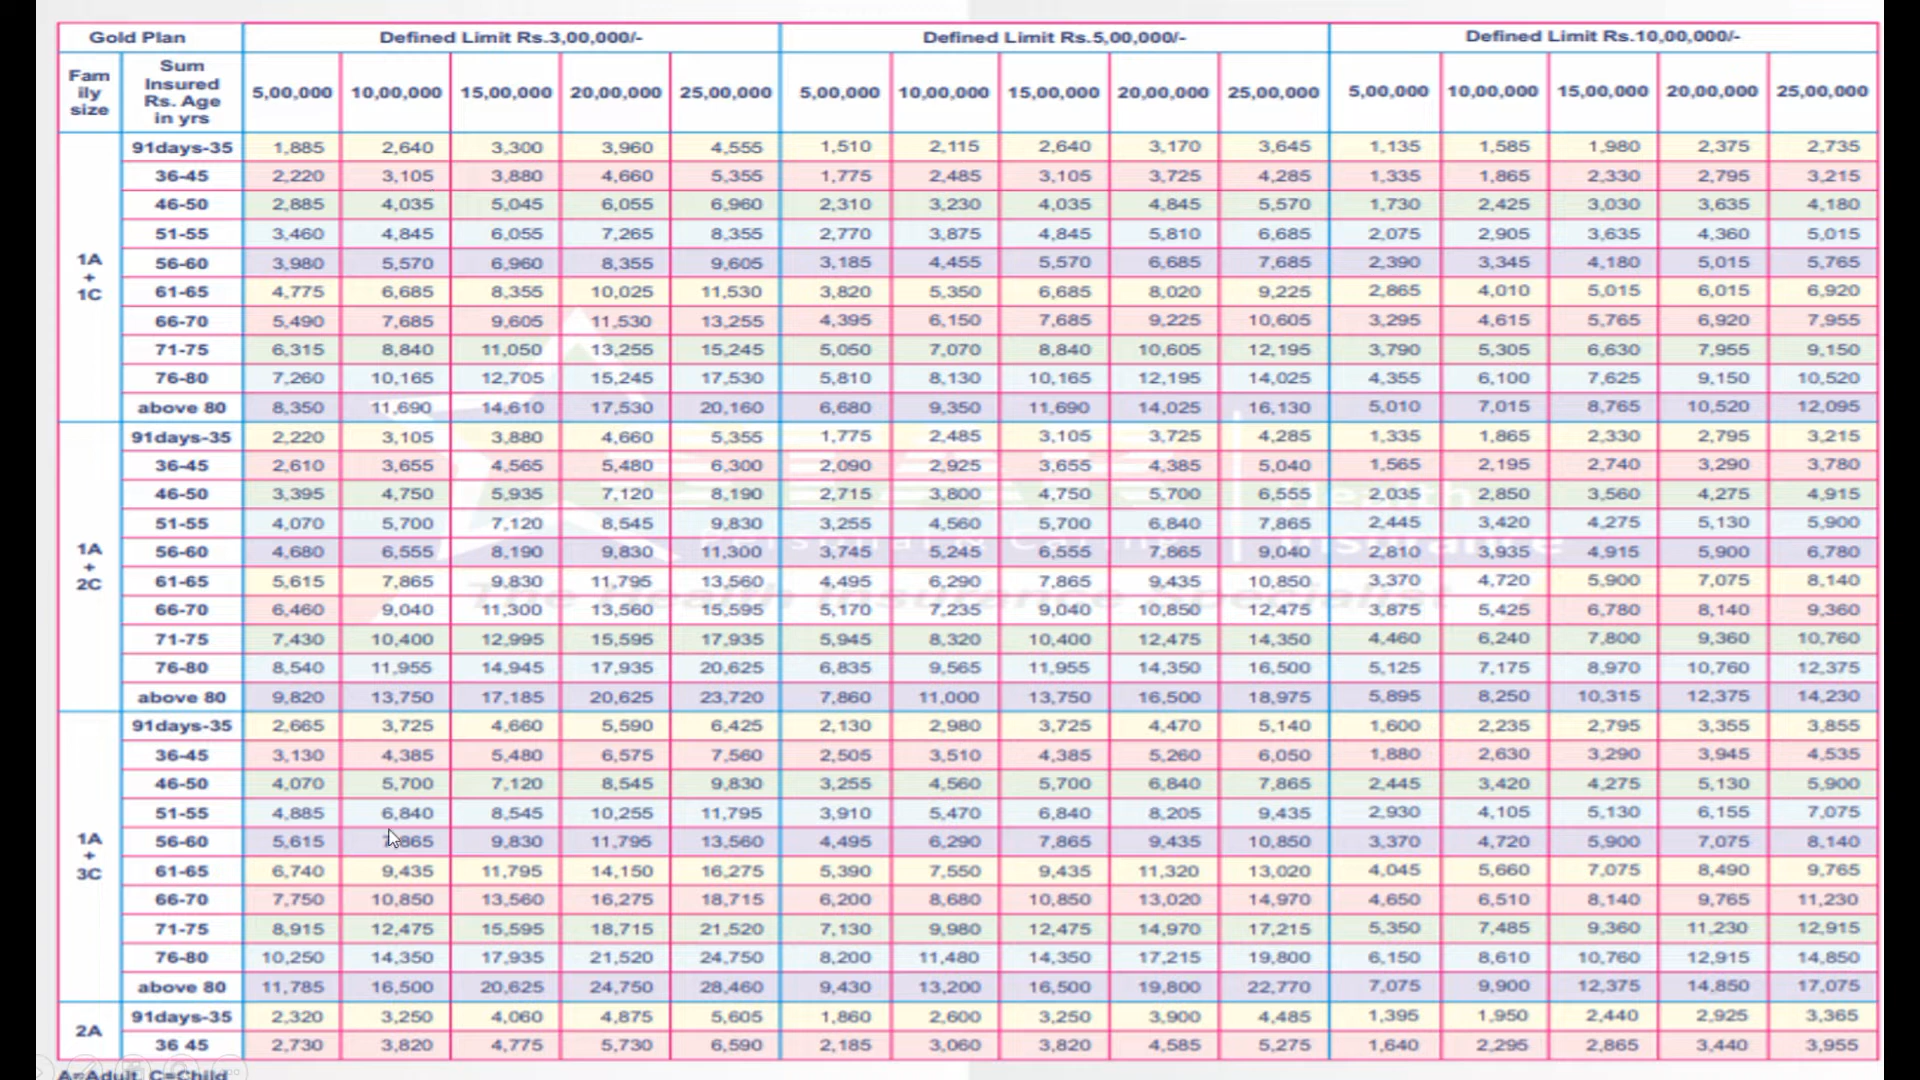 Gold Plan Defined Limit Rs.3,00,000/- Defined Limit Rs.5,00,000/- Defined Limit Rs.10,00,000/-
Fam ily size Sum Insured Rs. Age in yrs 5,00,000 10,00,000 15,00,000 20,00,000 25,00,000 5,00,000 10,00,000 15,00,000 20,00,000 25,00,000 5,00,000 10,00,000 15,00,000 20,00,000 25,00,000
1A + 1C
91days-35 1,885 2,640 3,300 3,960 4,555 1,510 2,115 2,640 3,170 3,645 1,135 1,585 1,980 2,375 2,735
36-45 2,220 3,105 3,880 4,660 5,355 1,775 2,485 3,105 3,725 4,285 1,335 1,865 2,330 2,795 3,215
46-50 2,885 4,035 5,045 6,055 6,960 2,310 3,230 4,035 4,845 5,570 1,730 2,425 3,030 3,635 4,180
51-55 3,460 4,845 6,055 7,265 8,355 2,770 3,875 4,845 5,810 6,685 2,075 2,905 3,635 4,360 5,015
56-60 3,980 5,570 6,960 8,355 9,605 3,185 4,455 5,570 6,685 7,685 2,390 3,345 4,180 5,015 5,765
61-65 4,775 6,685 8,355 10,025 11,530 3,820 5,350 6,685 8,020 9,225 2,865 4,010 5,015 6,015 6,920
66-70 5,490 7,685 9,605 11,530 13,255 4,395 6,150 7,685 9,225 10,605 3,295 4,615 5,765 6,920 7,955
71-75 6,315 8,840 11,050 13,255 15,245 5,050 7,070 8,840 10,605 12,195 3,790 5,305 6,630 7,955 9,150
76-80 7,260 10,165 12,705 15,245 17,530 5,810 8,130 10,165 12,195 14,025 4,355 6,100 7,625 9,150 10,520
above 80 8,350 11,690 14,610 17,530 20,160 6,680 9,350 11,690 14,025 16,130 5,010 7,015 8,765 10,520 12,095
1A + 2C
91days-35 2,220 3,105 3,880 4,660 5,355 1,775 2,485 3,105 3,725 4,285 1,335 1,865 2,330 2,795 3,215
36-45 2,610 3,655 4,565 5,480 6,300 2,090 2,925 3,655 4,385 5,040 1,565 2,195 2,740 3,290 3,780
46-50 3,395 4,750 5,935 7,120 8,190 2,715 3,800 4,750 5,700 6,555 2,035 2,850 3,560 4,275 4,915
51-55 4,070 5,700 7,120 8,545 9,830 3,255 4,560 5,700 6,840 7,865 2,445 3,420 4,275 5,130 5,900
56-60 4,680 6,555 8,190 9,830 11,300 3,745 5,245 6,555 7,865 9,040 2,810 3,935 4,915 5,900 6,780
61-65 5,615 7,865 9,830 11,795 13,560 4,495 6,290 7,865 9,435 10,850 3,370 4,720 5,900 7,075 8,140
66-70 6,460 9,040 11,300 13,560 15,595 5,170 7,235 9,040 10,850 12,475 3,875 5,425 6,780 8,140 9,360
71-75 7,430 10,400 12,995 15,595 17,935 5,945 8,320 10,400 12,475 14,350 4,460 6,240 7,800 9,360 10,760
76-80 8,540 11,955 14,945 17,935 20,625 6,835 9,565 11,955 14,350 16,500 5,125 7,175 8,970 10,760 12,375
above 80 9,820 13,750 17,185 20,625 23,720 7,860 11,000 13,750 16,500 18,975 5,895 8,250 10,315 12,375 14,230
1A + 3C
91days-35 2,665 3,725 4,660 5,590 6,425 2,130 2,980 3,725 4,470 5,140 1,600 2,235 2,795 3,355 3,855
36-45 3,130 4,385 5,480 6,575 7,560 2,505 3,510 4,385 5,260 6,050 1,880 2,630 3,290 3,945 4,535
46-50 4,070 5,700 7,120 8,545 9,830 3,255 4,560 5,700 6,840 7,865 2,445 3,420 4,275 5,130 5,900
51-55 4,885 6,840 8,545 10,255 11,795 3,910 5,470 6,840 8,205 9,435 2,930 4,105 5,130 6,155 7,075
56-60 5,615 7,865 9,830 11,795 13,560 4,495 6,290 7,865 9,435 10,850 3,370 4,720 5,900 7,075 8,140
61-65 6,740 9,435 11,795 14,150 16,275 5,390 7,550 9,435 11,320 13,020 4,045 5,660 7,075 8,490 9,765
66-70 7,750 10,850 13,560 16,275 18,715 6,200 8,680 10,850 13,020 14,970 4,650 6,510 8,140 9,765 11,230
71-75 8,915 12,475 15,595 18,715 21,520 7,130 9,980 12,475 14,970 17,215 5,350 7,485 9,360 11,230 12,915
76-80 10,250 14,350 17,935 21,520 24,750 8,200 11,480 14,350 17,215 19,800 6,150 8,610 10,760 12,915 14,850
above 80 11,785 16,500 20,625 24,750 28,460 9,430 13,200 16,500 19,800 22,770 7,075 9,900 12,375 14,850 17,075
2A
91days-35 2,320 3,250 4,060 4,875 5,605 1,860 2,600 3,250 3,900 4,485 1,395 1,950 2,440 2,925 3,365
36 45 2,730 3,820 4,775 5,730 6,590 2,185 3,060 3,820 4,585 5,275 1,640 2,295 2,865 3,440 3,955
A=Adult, C=Child
STAR Health Insurance
Personal & Caring
The Health Insurance Specialist